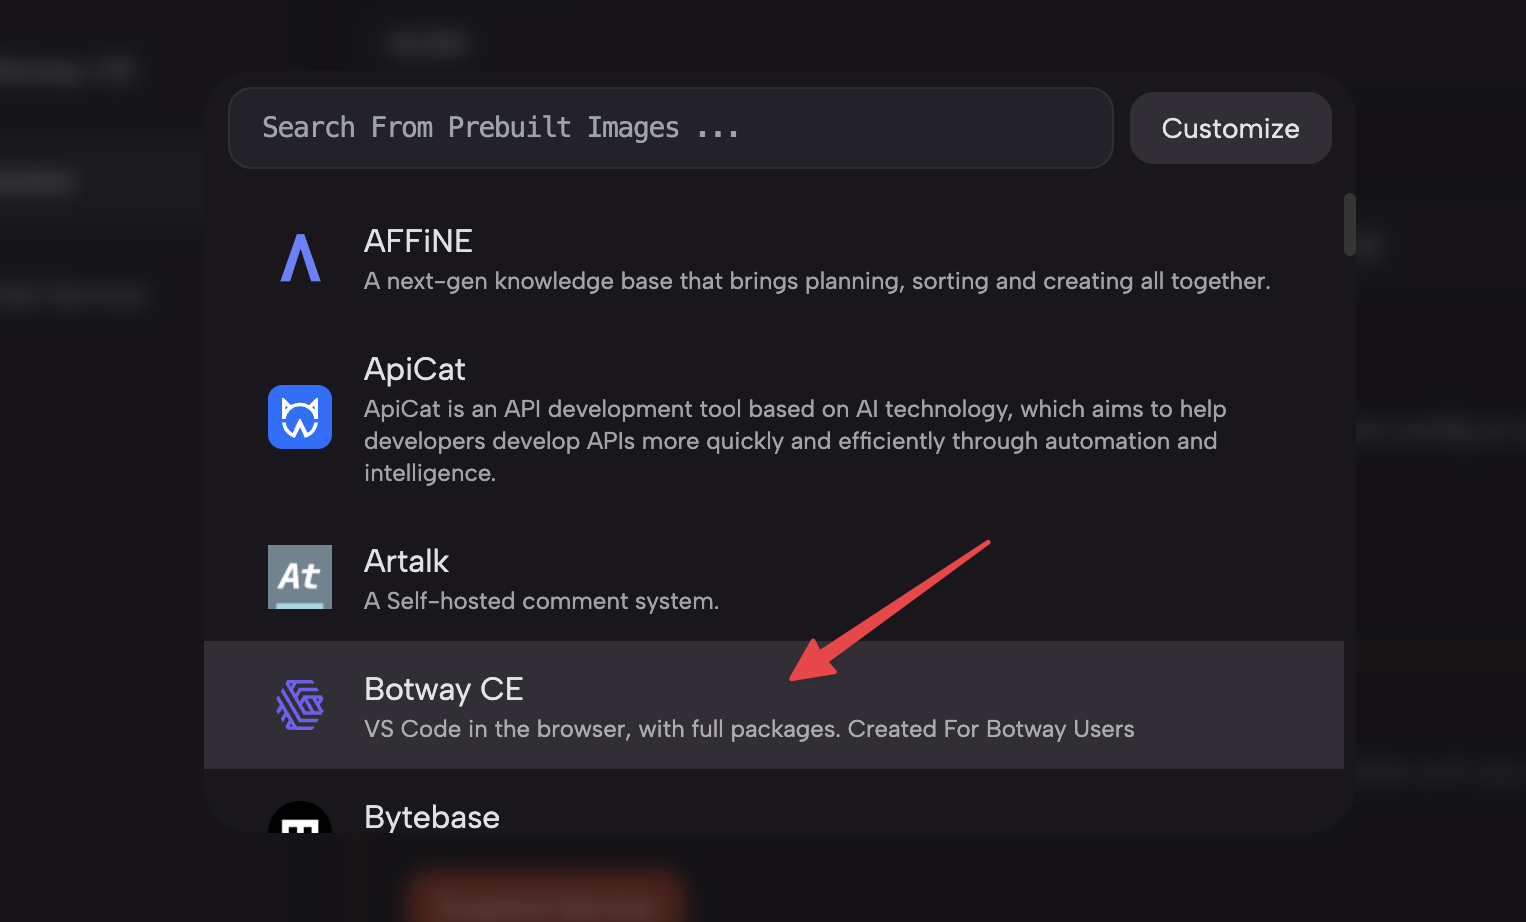 Search From Prebuilt Images ...
Customize
AFFiNE
A next-gen knowledge base that brings planning, sorting and creating all together.
ApiCat
ApiCat is an API development tool based on AI technology, which aims to help
developers develop APIs more quickly and efficiently through automation and
intelligence.
At
Artalk
A Self-hosted comment system.
Botway CE
VS Code in the browser, with full packages. Created For Botway Users
Bytebase